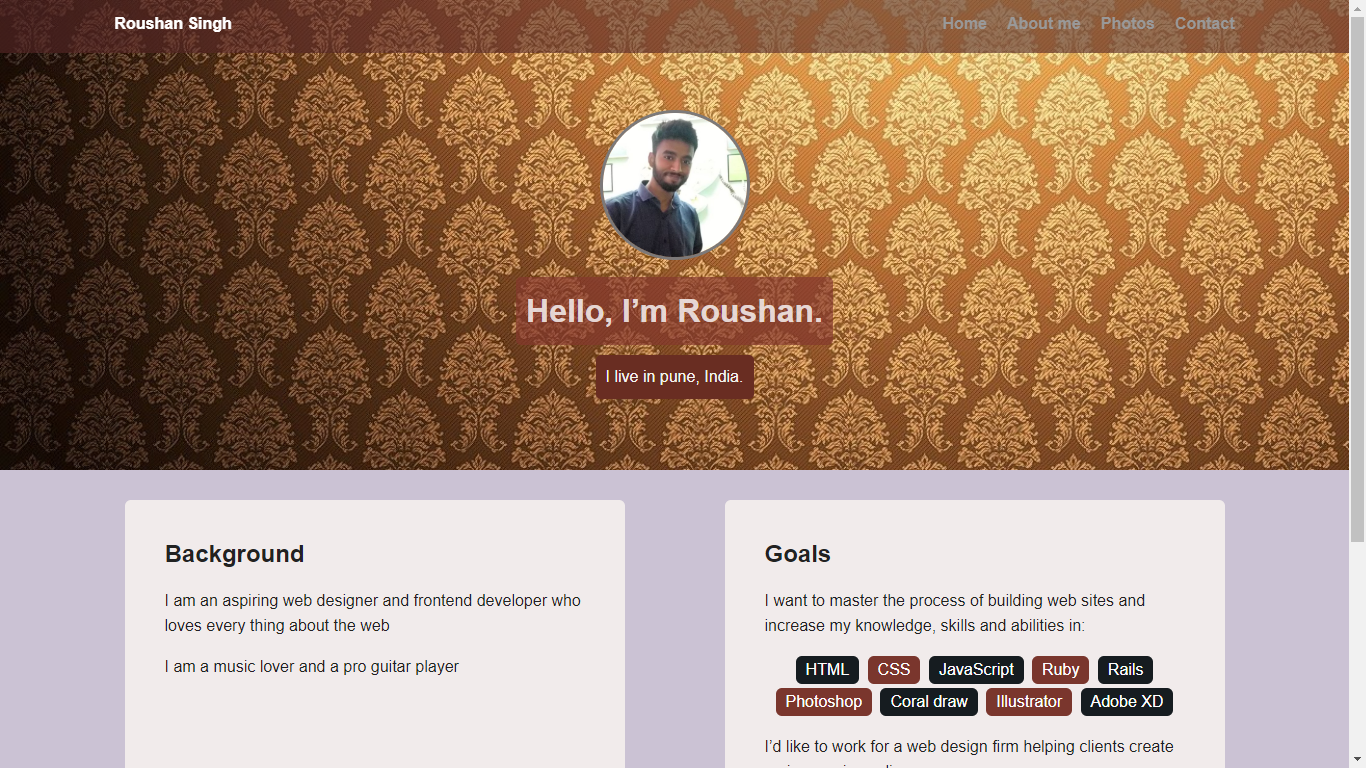 Roushan Singh
Home About me Photos Contact
Hello, I’m Roushan.
I live in pune, India.
Background
I am an aspiring web designer and frontend developer who
loves every thing about the web
I am a music lover and a pro guitar player
Goals
I want to master the process of building web sites and
increase my knowledge, skills and abilities in:
HTML CSS JavaScript Ruby Rails
Photoshop Coral draw Illustrator Adobe XD
I’d like to work for a web design firm helping clients create